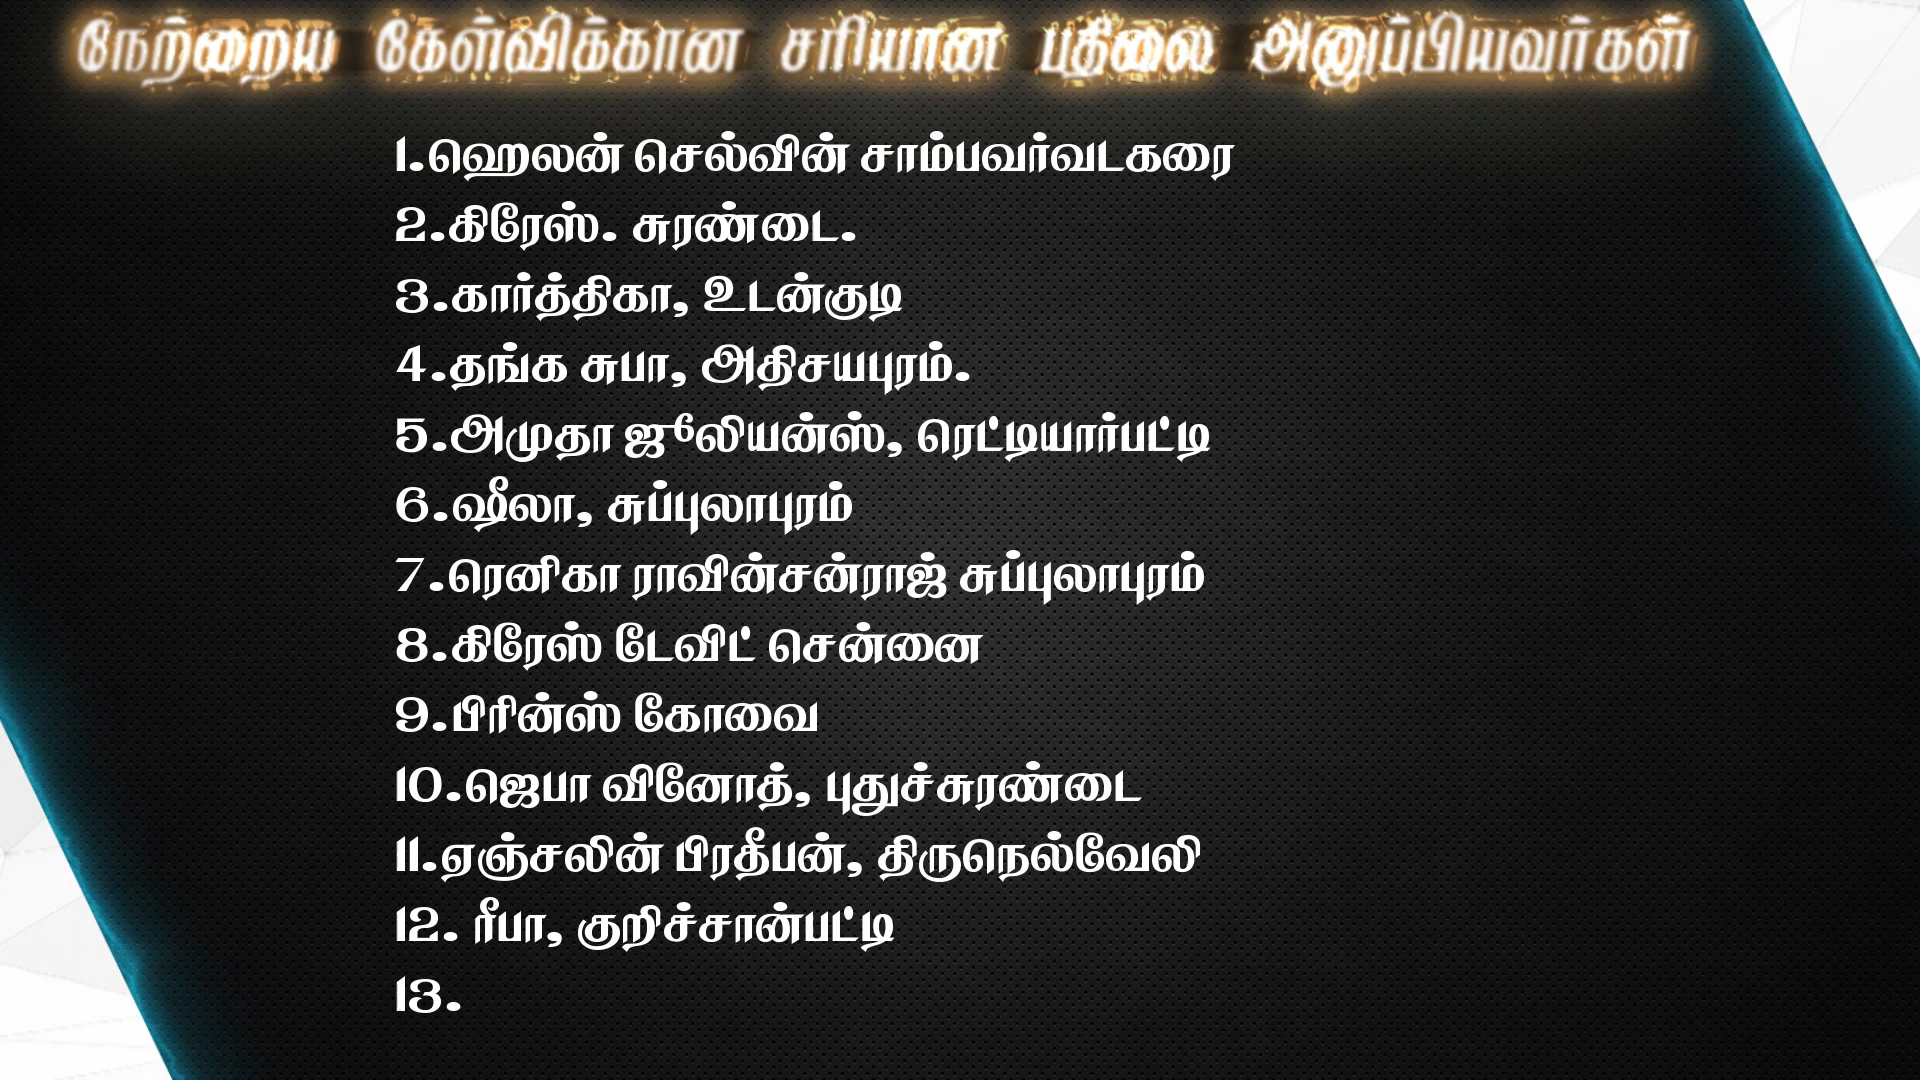 நேற்றைய கேள்விக்கான சரியான பதிலை அனுப்பியவர்கள்
1.ஹெலன் செல்வின் சாம்பவர்வடகரை
2.கிரேஸ். சுரண்டை.
3.கார்த்திகா, உடன்குடி
4.தங்க சுபா, அதிசயபுரம்.
5.அமுதா ஜூலியன்ஸ், ரெட்டியார்பட்டி
6.ஷீலா, சுப்புலாபுரம்
7.ரெனிகா ராவின்சன்ராஜ் சுப்புலாபுரம்
8.கிரேஸ் டேவிட் சென்னை
9.பிரின்ஸ் கோவை
10.ஜெபா வினோத், புதுச்சுரண்டை
11.ஏஞ்சலின் பிரதீபன், திருநெல்வேலி
12. ரீபா, குறிச்சான்பட்டி
13.